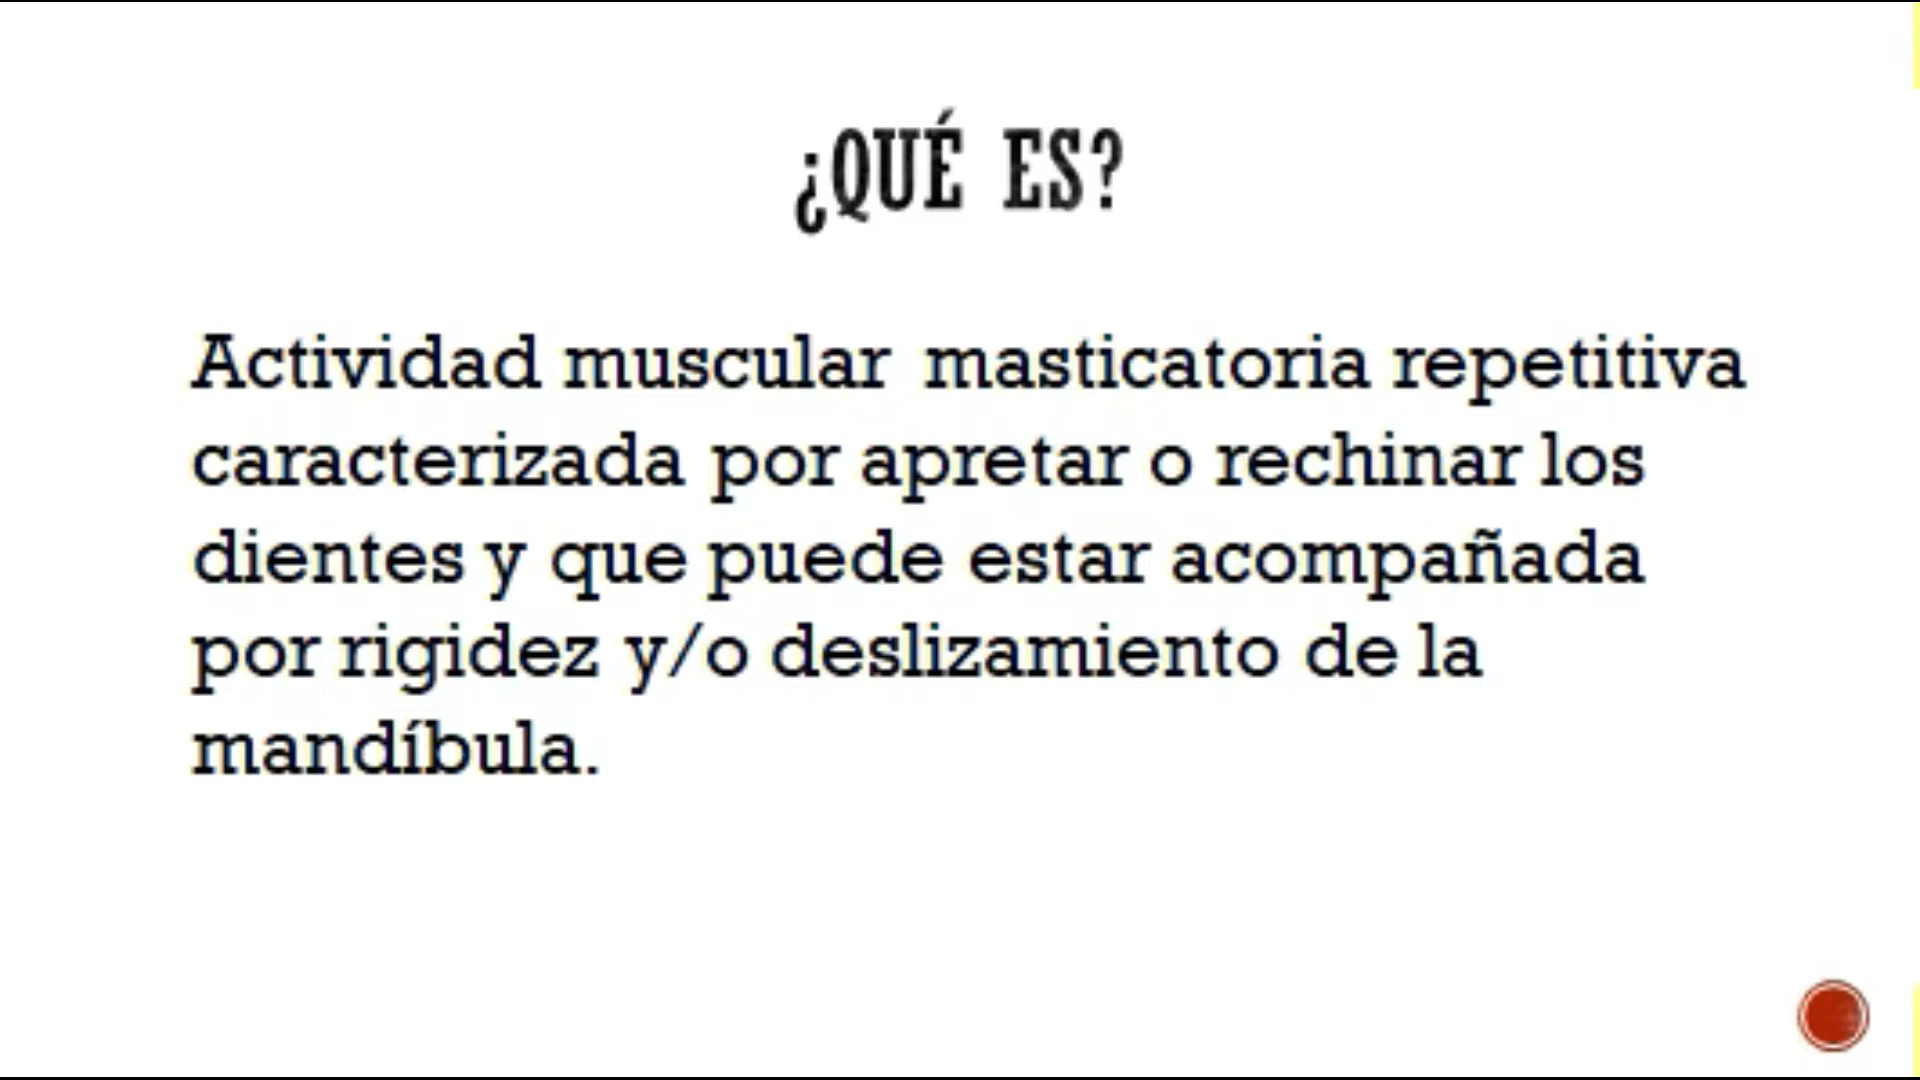 ¿QUÉ ES?
Actividad muscular masticatoria repetitiva
caracterizada por apretar o rechinar los
dientes y que puede estar acompañada
por rigidez y/o deslizamiento de la
mandíbula.